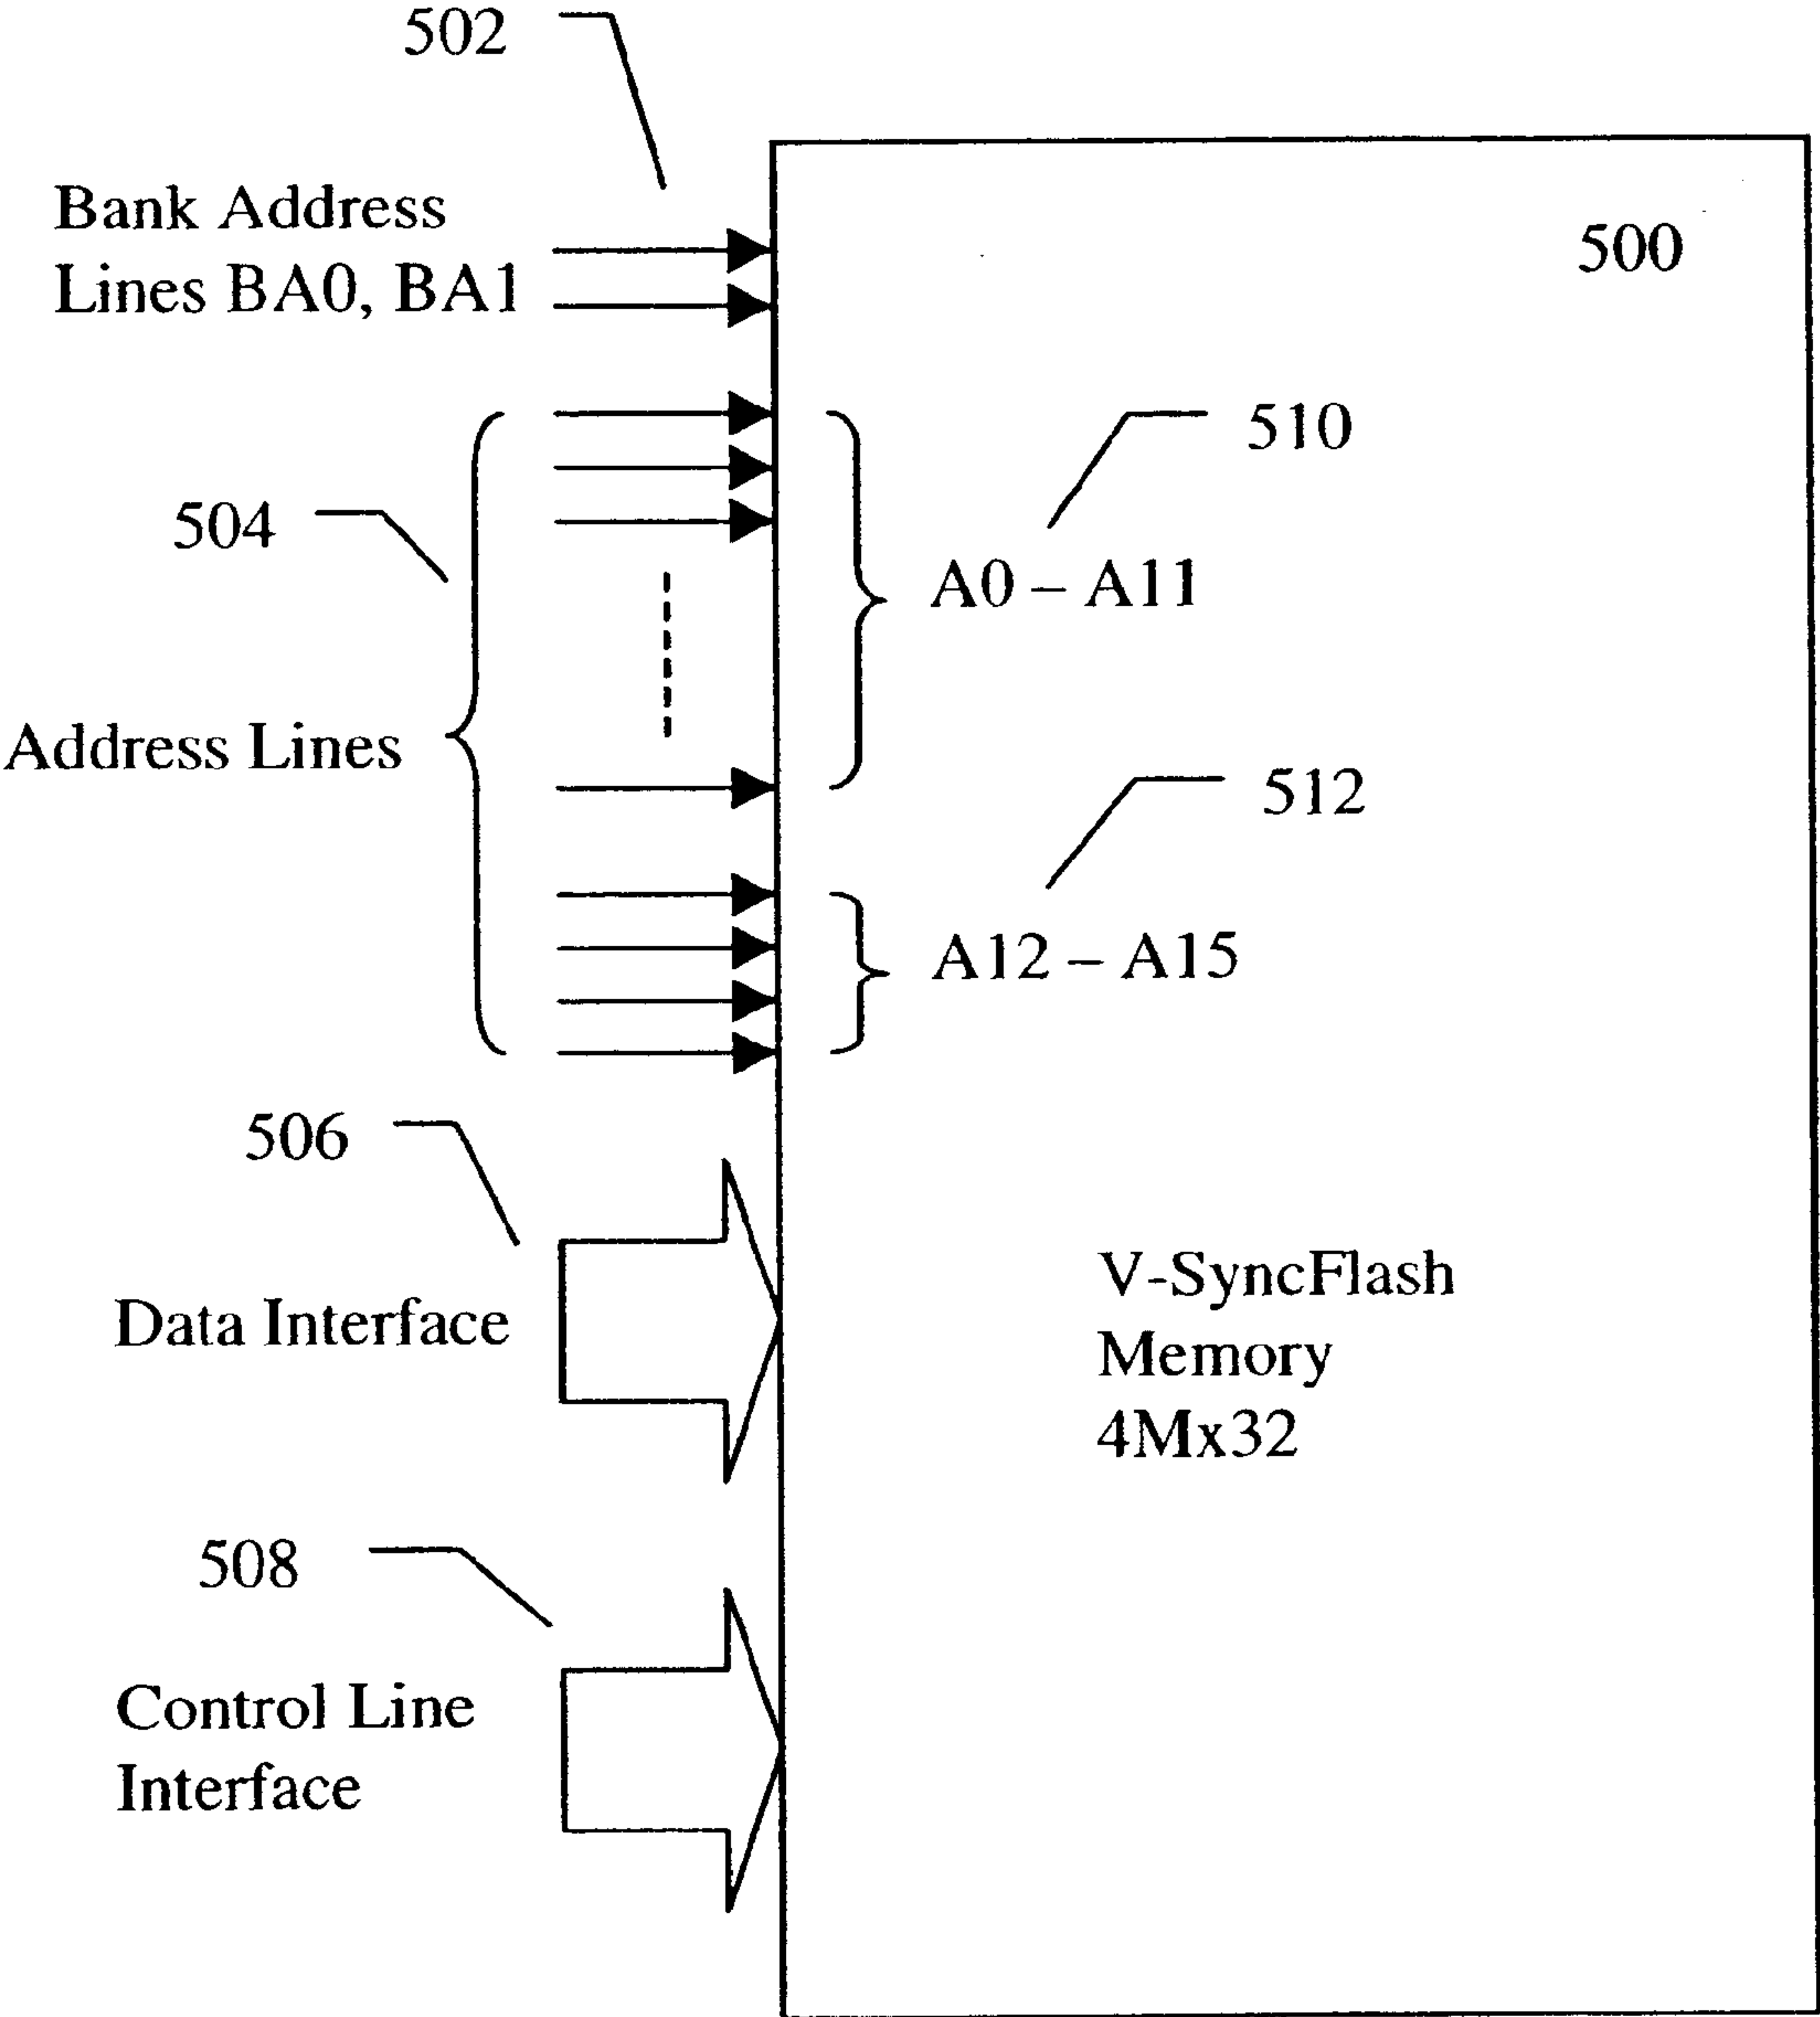 502
Bank Address
Lines BA0, BA1
500
510
504
A0 – A11
Address Lines
512
A12 – A15
506
Data Interface
V-SyncFlash
Memory
4Mx32
508
Control Line
Interface